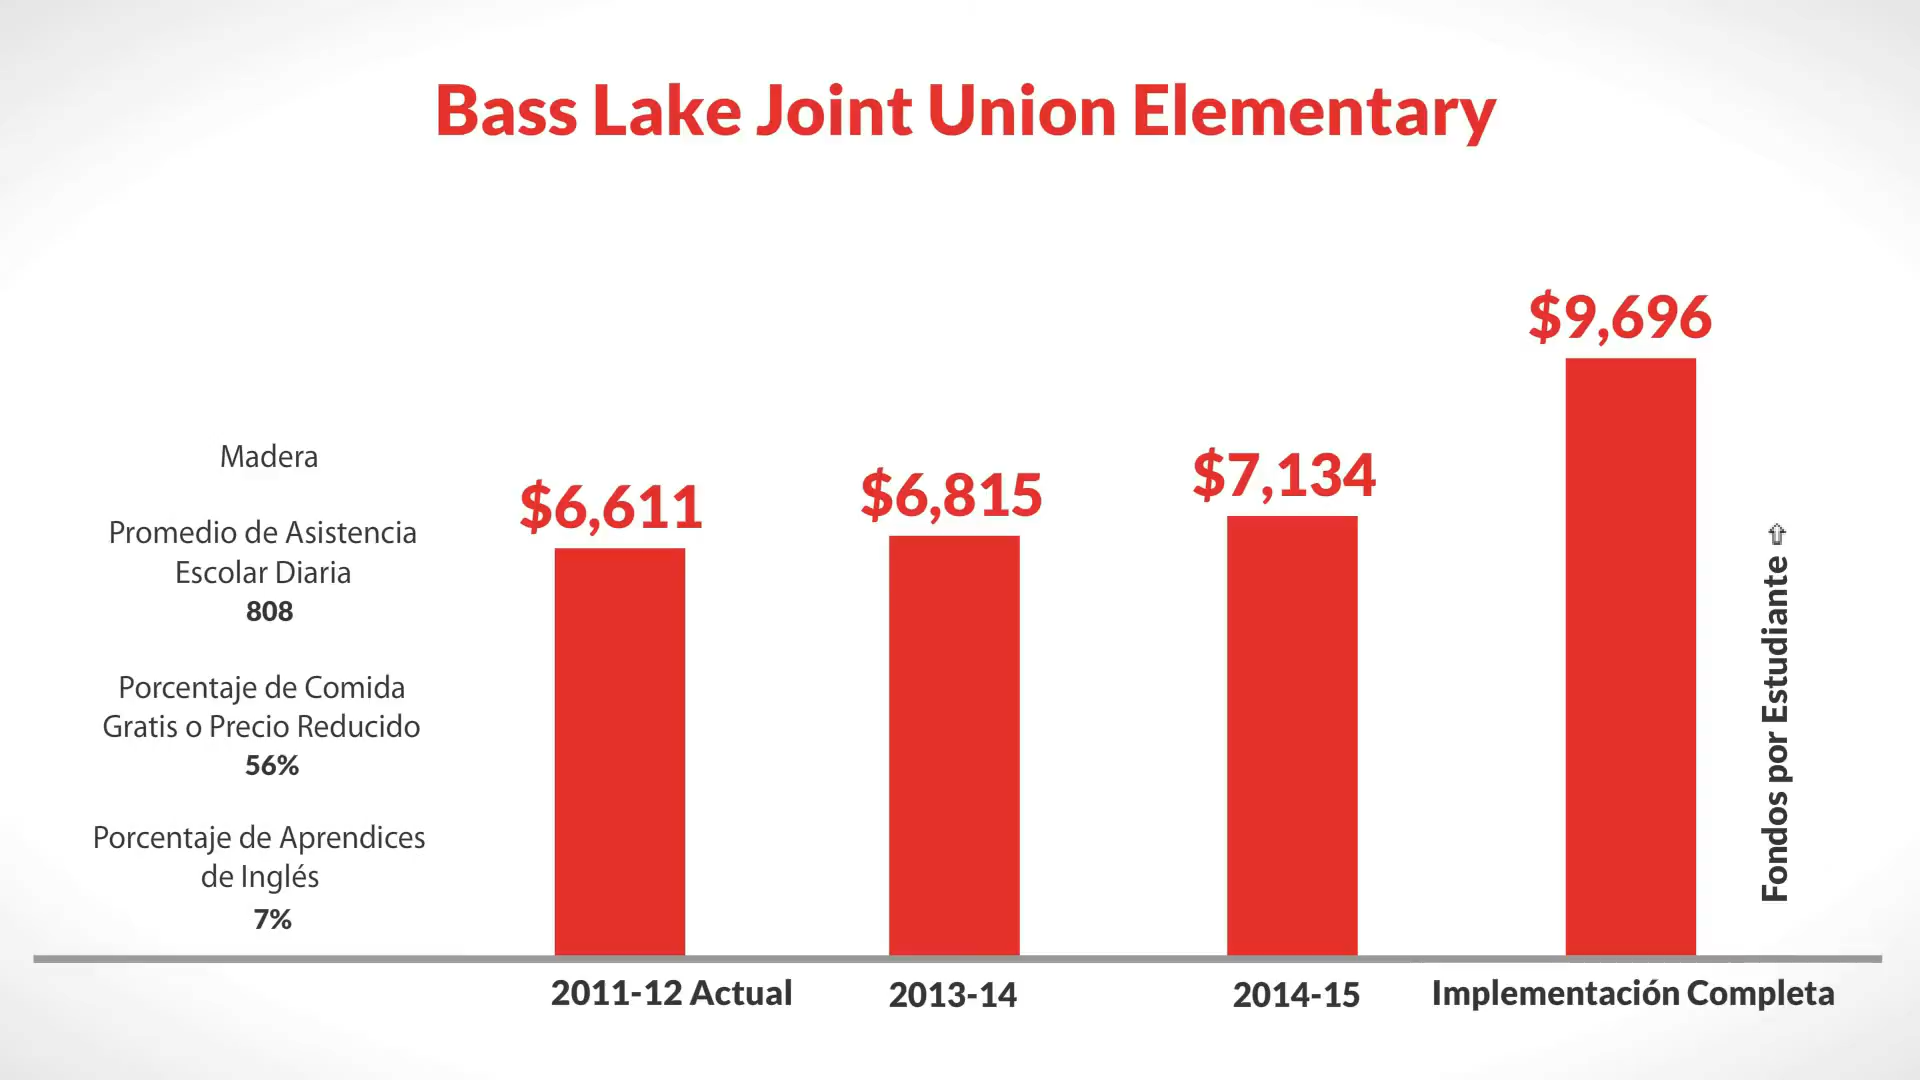 Bass Lake Joint Union Elementary
Madera
Promedio de Asistencia
Escolar Diaria
808
Porcentaje de Comida
Gratis o Precio Reducido
56%
Porcentaje de Aprendices
de Inglés
7%
$6,611
$6,815
$7,134
$9,696
Fondos por Estudiante ⇧
2011-12 Actual
2013-14
2014-15
Implementación Completa